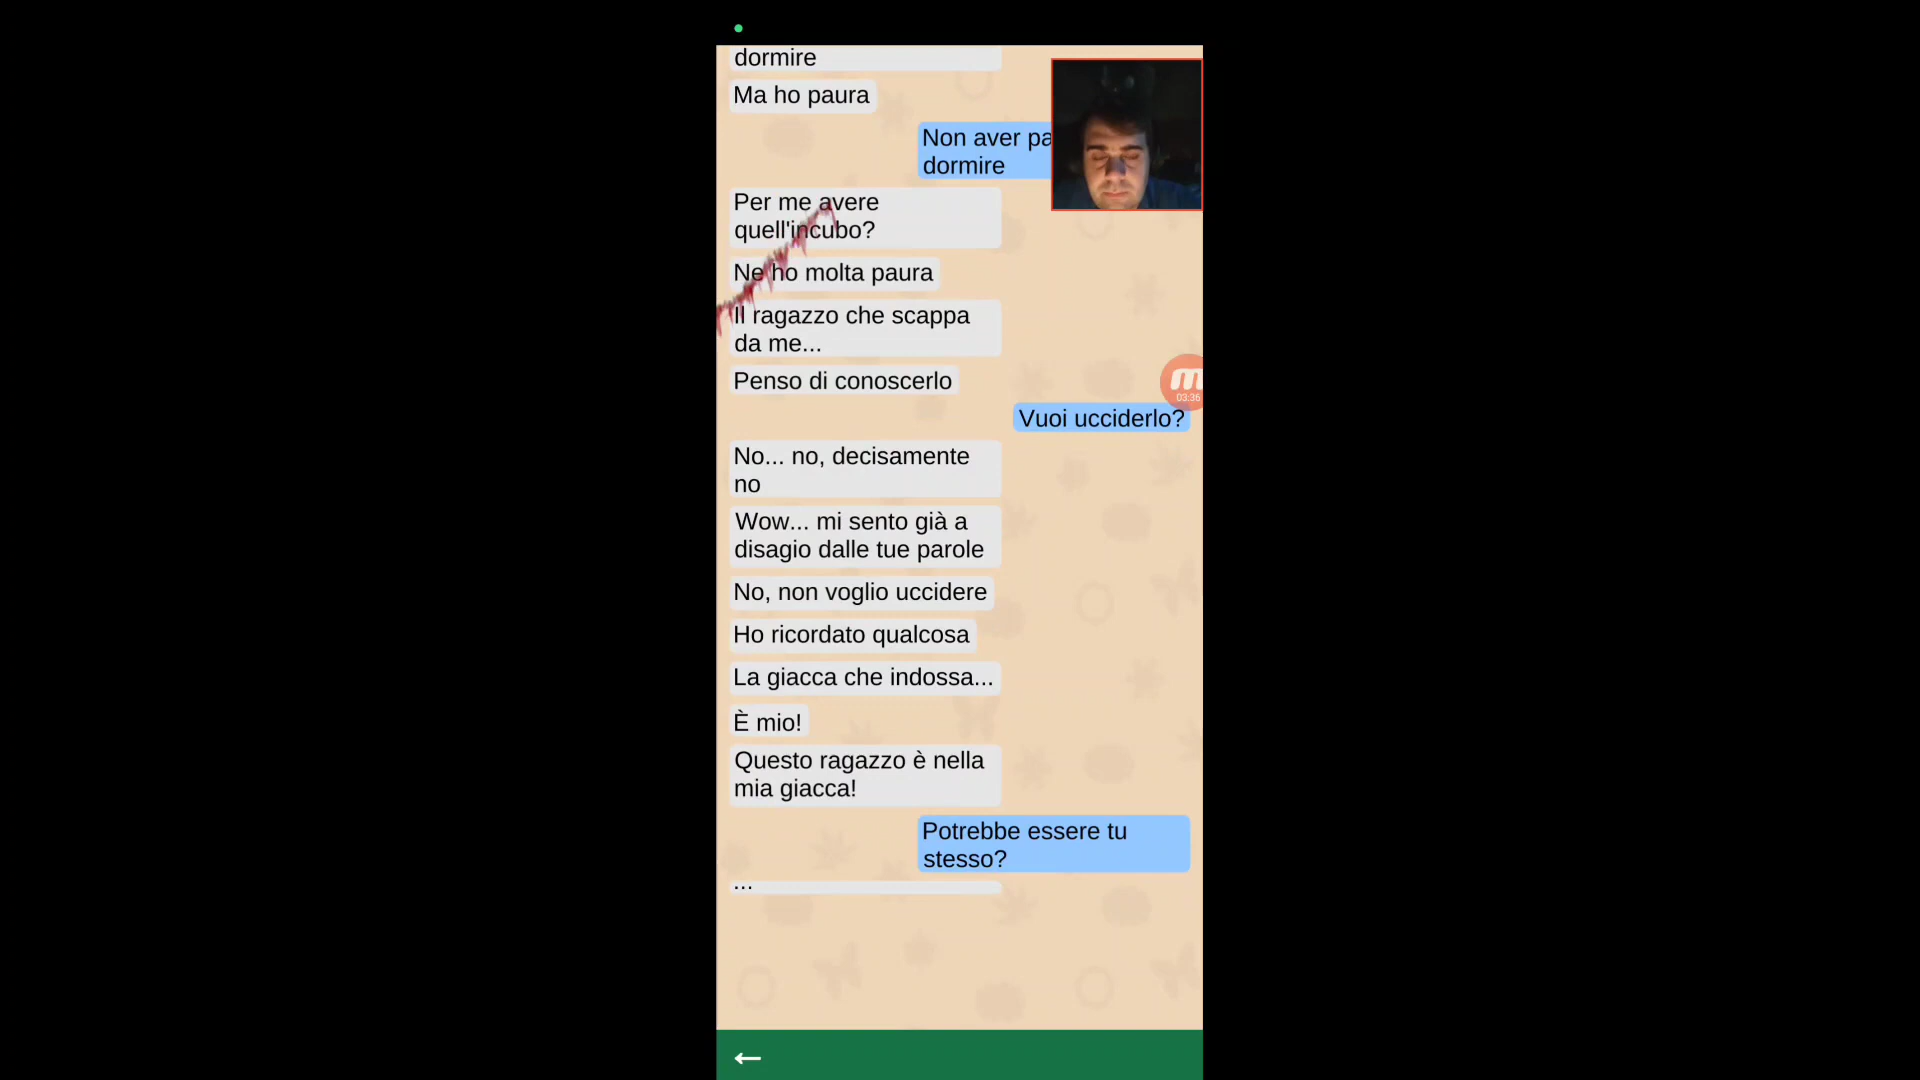 dormire
Ma ho paura
Non aver
dormire
Per me avere
quell'incubo?
Ne ho molta paura
Il ragazzo che scappa
da me...
Penso di conoscerlo
03:36
Vuoi ucciderlo?
No... no, decisamente
no
Wow... mi sento già a
disagio dalle tue parole
No, non voglio uccidere
Ho ricordato qualcosa
La giacca che indossa...
È mio!
Questo ragazzo è nella
mia giacca!
Potrebbe essere tu
stesso?
...